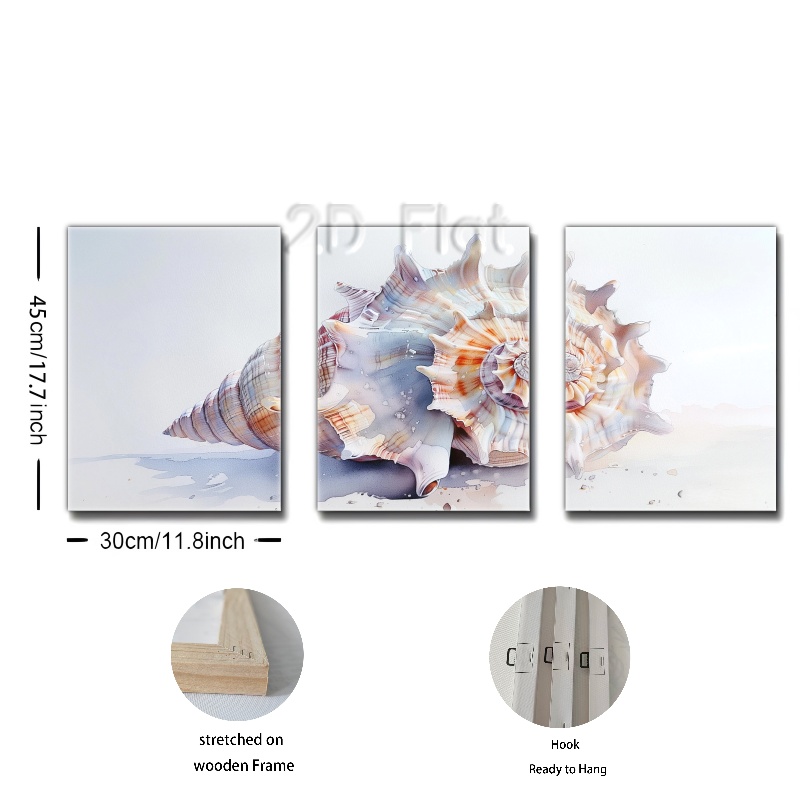 2D Flat
45cm/17.7inch
30cm/11.8inch
stretched on
wooden Frame
Hook
Ready to Hang